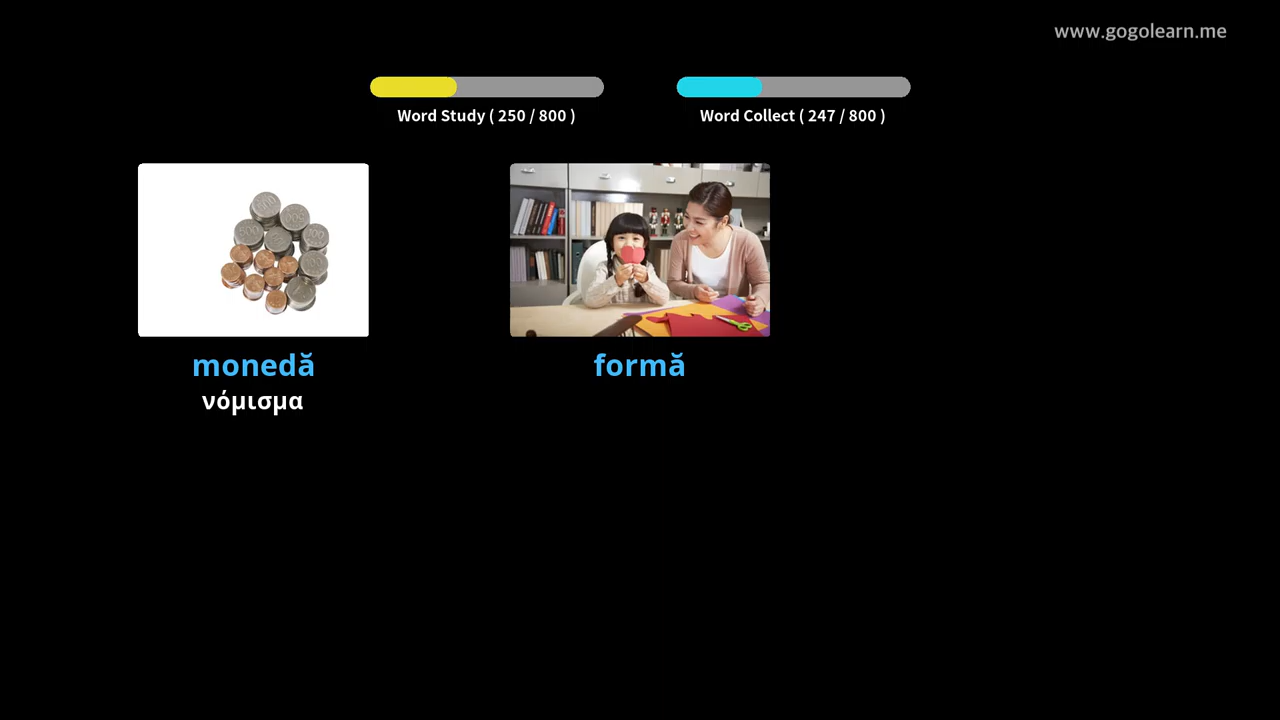 www.gogolearn.me
Word Study ( 250 / 800 )
Word Collect ( 247 / 800 )
monedă
νόμισμα
formă